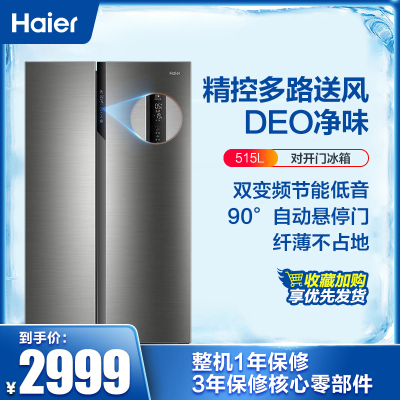 Haier
Haier
精控多路送风
DEO净味
515L 对开门冰箱
双变频节能低音
90°自动悬停门
纤薄不占地
收藏加购
享优先发货
到手价:
¥2999
整机1年保修
3年保修核心零部件